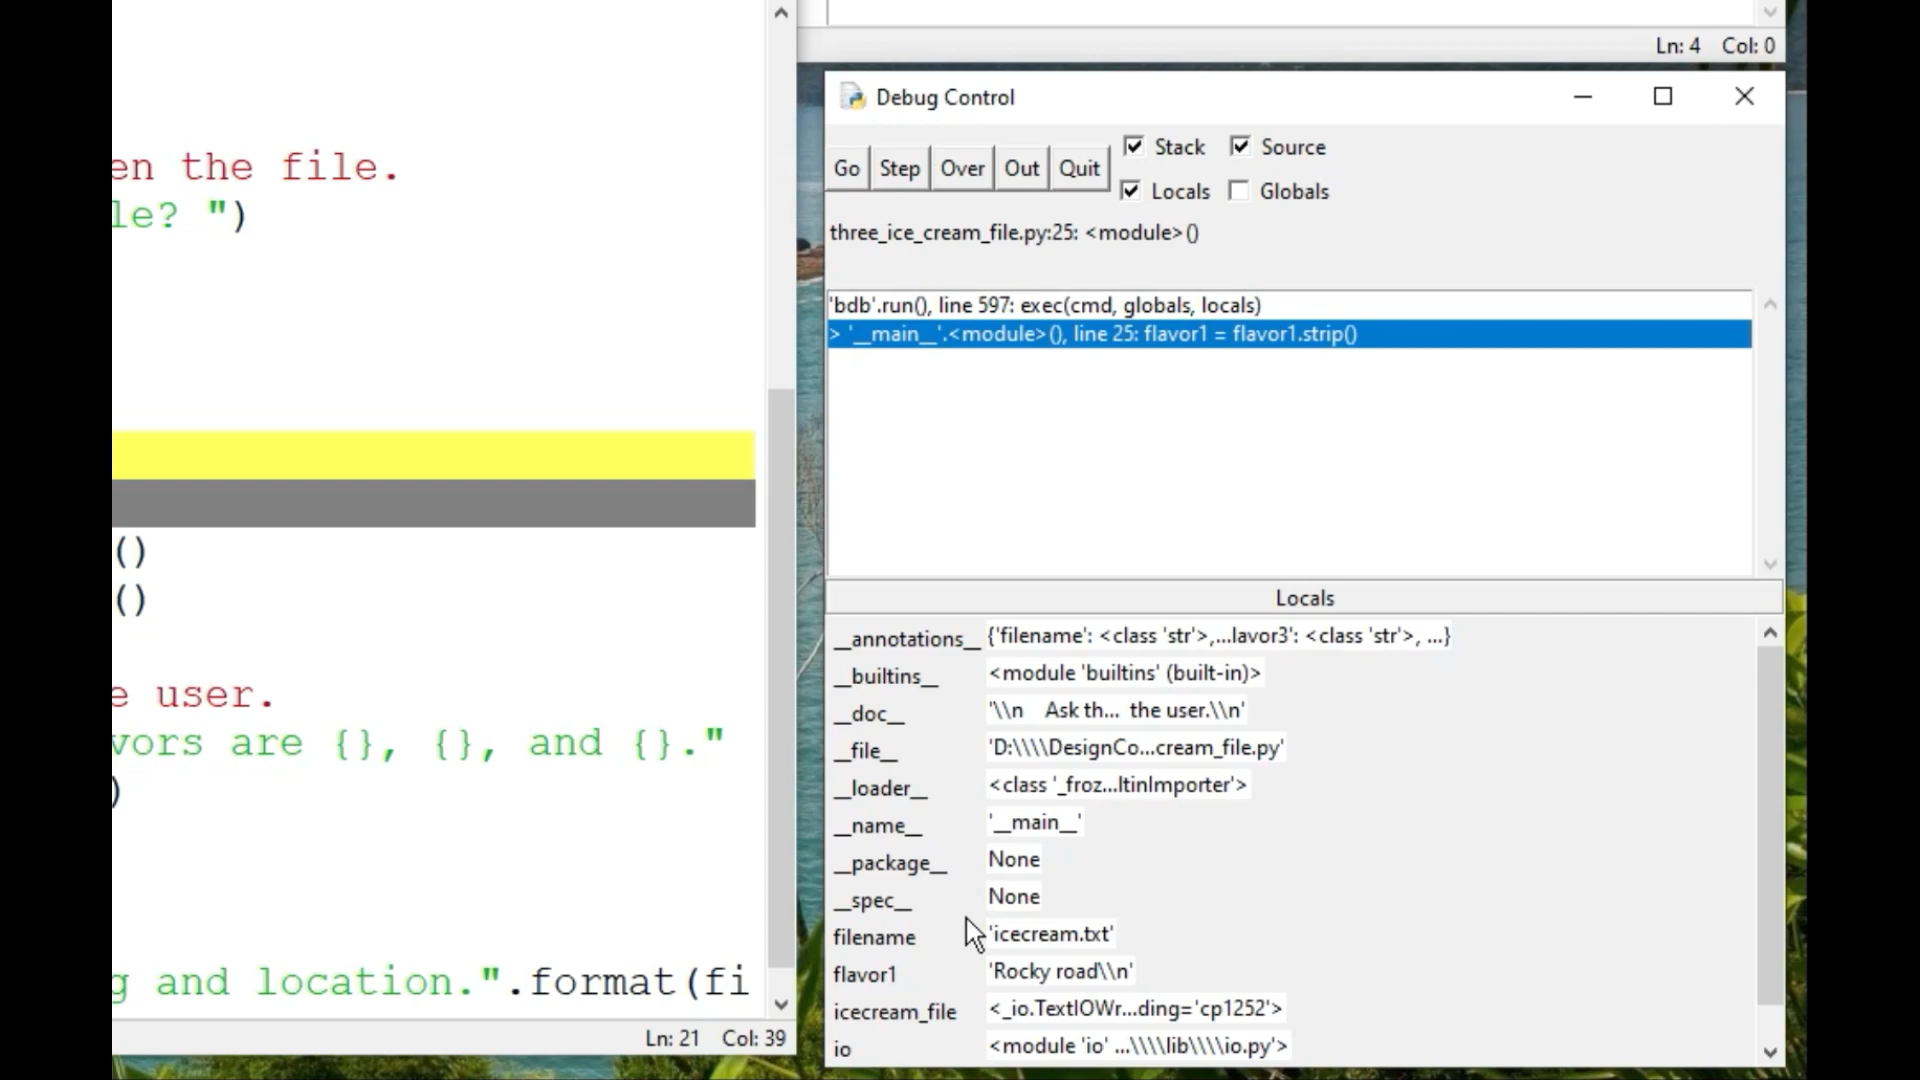 en the file.
le? ")
()
()
e user.
vors are {}, {}, and {}."
)
g and location.".format(fi
Ln: 21 Col: 39
Ln: 4 Col: 0
Debug Control
Go Step Over Out Quit
Stack Source
Locals Globals
three_ice_cream_file.py:25: <module>()
'bdb'.run(), line 597: exec(cmd, globals, locals)
> '__main__'.<module>(), line 25: flavor1 = flavor1.strip()
Locals
__annotations__ {'filename': <class 'str'>,...lavor3': <class 'str'>, ...}
__builtins__ <module 'builtins' (built-in)>
__doc__ '\\n Ask th... the user.\\n'
__file__ 'D:\\\\DesignCo...cream_file.py'
__loader__ <class '_froz...ltinImporter'>
__name__ '__main__'
__package__ None
__spec__ None
filename 'icecream.txt'
flavor1 'Rocky road\\n'
icecream_file <_io.TextIOWr...ding='cp1252'>
io <module 'io' ...\\\\lib\\\\io.py'>